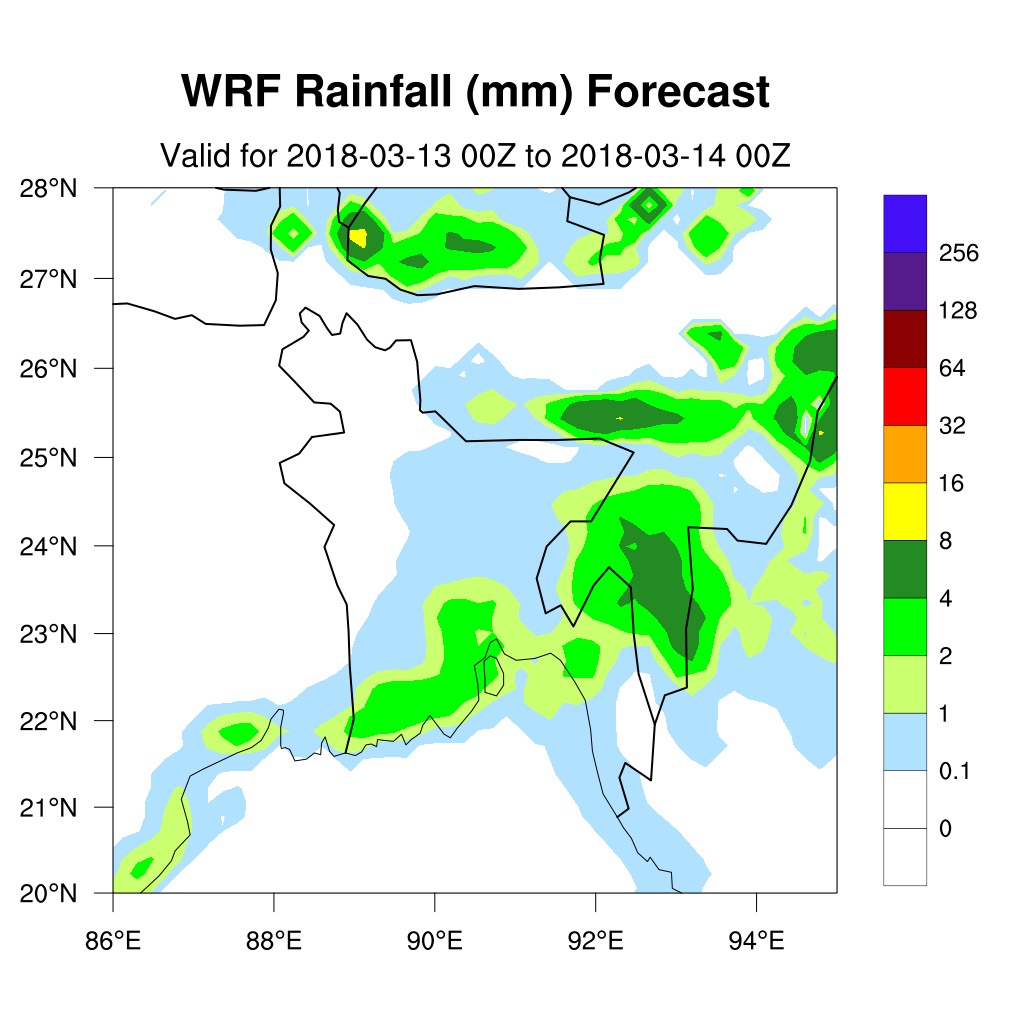 WRF Rainfall (mm) Forecast
Valid for 2018-03-13 00Z to 2018-03-14 00Z
28°N
27°N
26°N
25°N
24°N
23°N
22°N
21°N
20°N
86°E 88°E 90°E 92°E 94°E
256
128
64
32
16
8
4
2
1
0.1
0